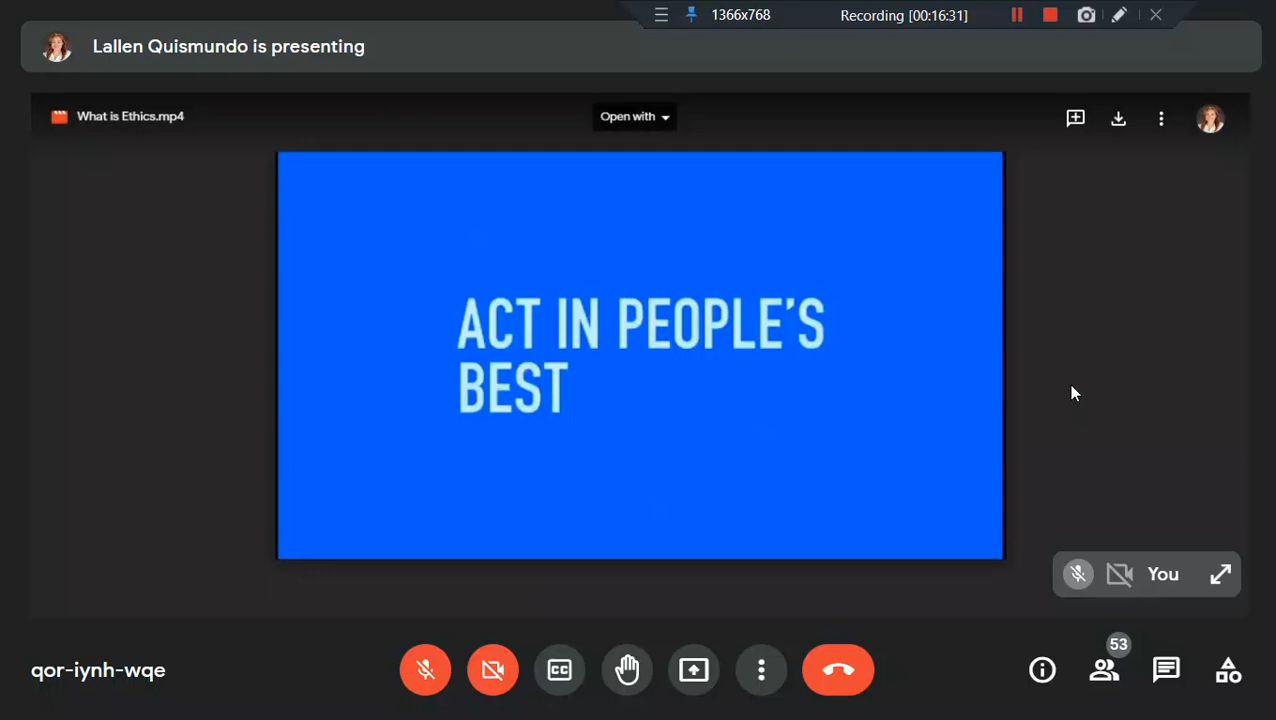 1366x768
Recording [00:16:31]
Lallen Quismundo is presenting
What is Ethics.mp4
Open with
ACT IN PEOPLE'S
BEST
You
53
qor-iynh-wqe
CC